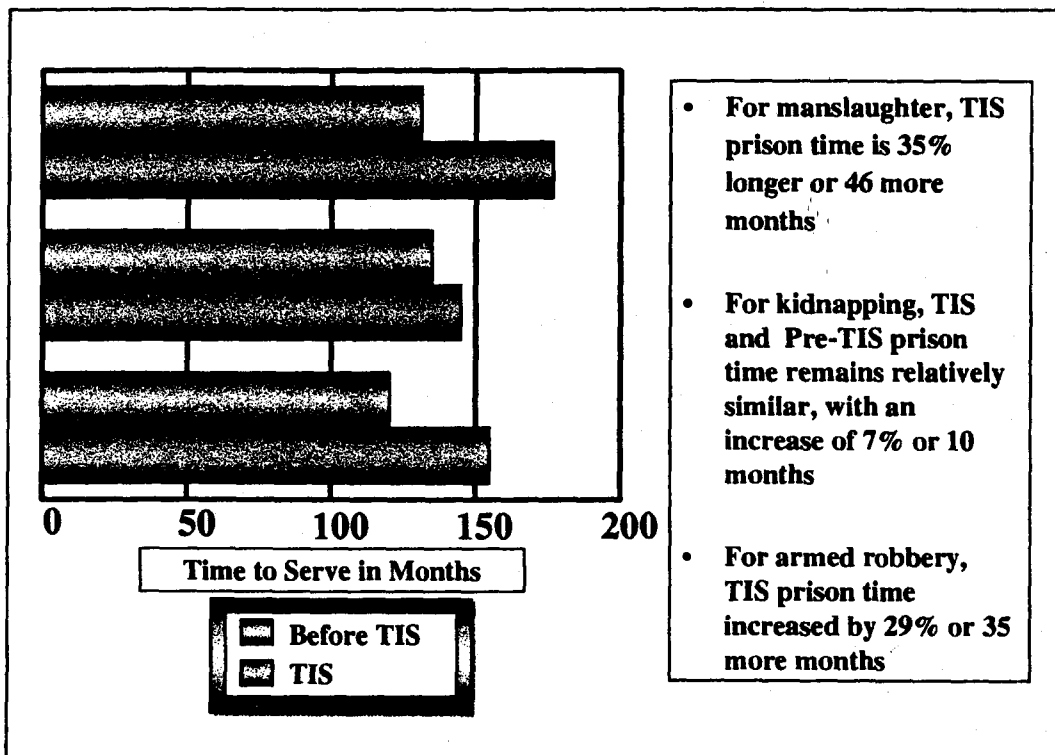 0 50 100 150 200
Time to Serve in Months
Before TIS
TIS
• For manslaughter, TIS
prison time is 35%
longer or 46 more
months
• For kidnapping, TIS
and Pre-TIS prison
time remains relatively
similar, with an
increase of 7% or 10
months
• For armed robbery,
TIS prison time
increased by 29% or 35
more months